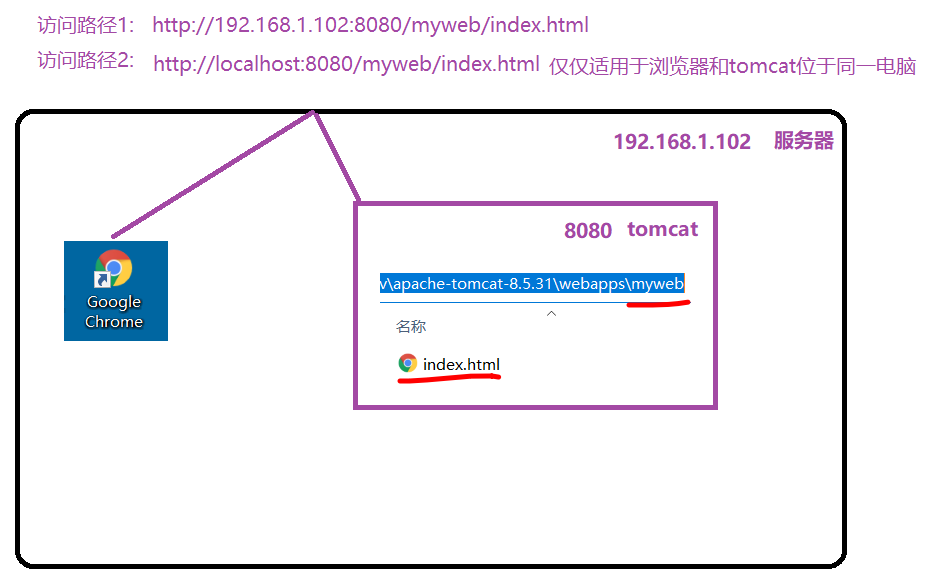 访问路径1: http://192.168.1.102:8080/myweb/index.html
访问路径2: http://localhost:8080/myweb/index.html 仅仅适用于浏览器和tomcat位于同一电脑
192.168.1.102 服务器
8080 tomcat
v\apache-tomcat-8.5.31\webapps\myweb
Google
Chrome
名称
index.html